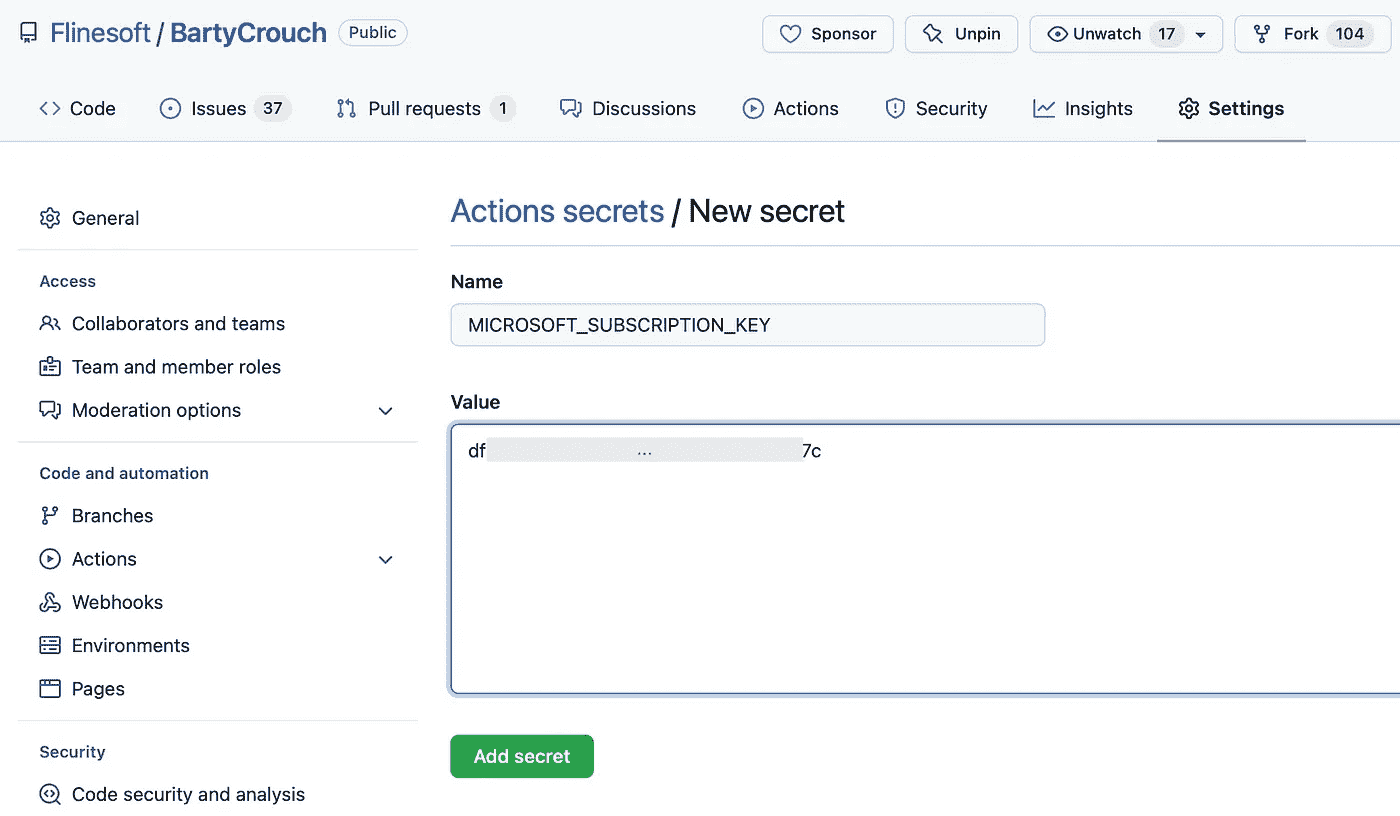 Flinesoft / BartyCrouch Public Sponsor Unpin Unwatch 17 Fork 104
Code Issues 37 Pull requests 1 Discussions Actions Security Insights Settings
General
Access
Collaborators and teams
Team and member roles
Moderation options
Code and automation
Branches
Actions
Webhooks
Environments
Pages
Security
Code security and analysis
Actions secrets / New secret
Name
MICROSOFT_SUBSCRIPTION_KEY
Value
df ... 7c
Add secret